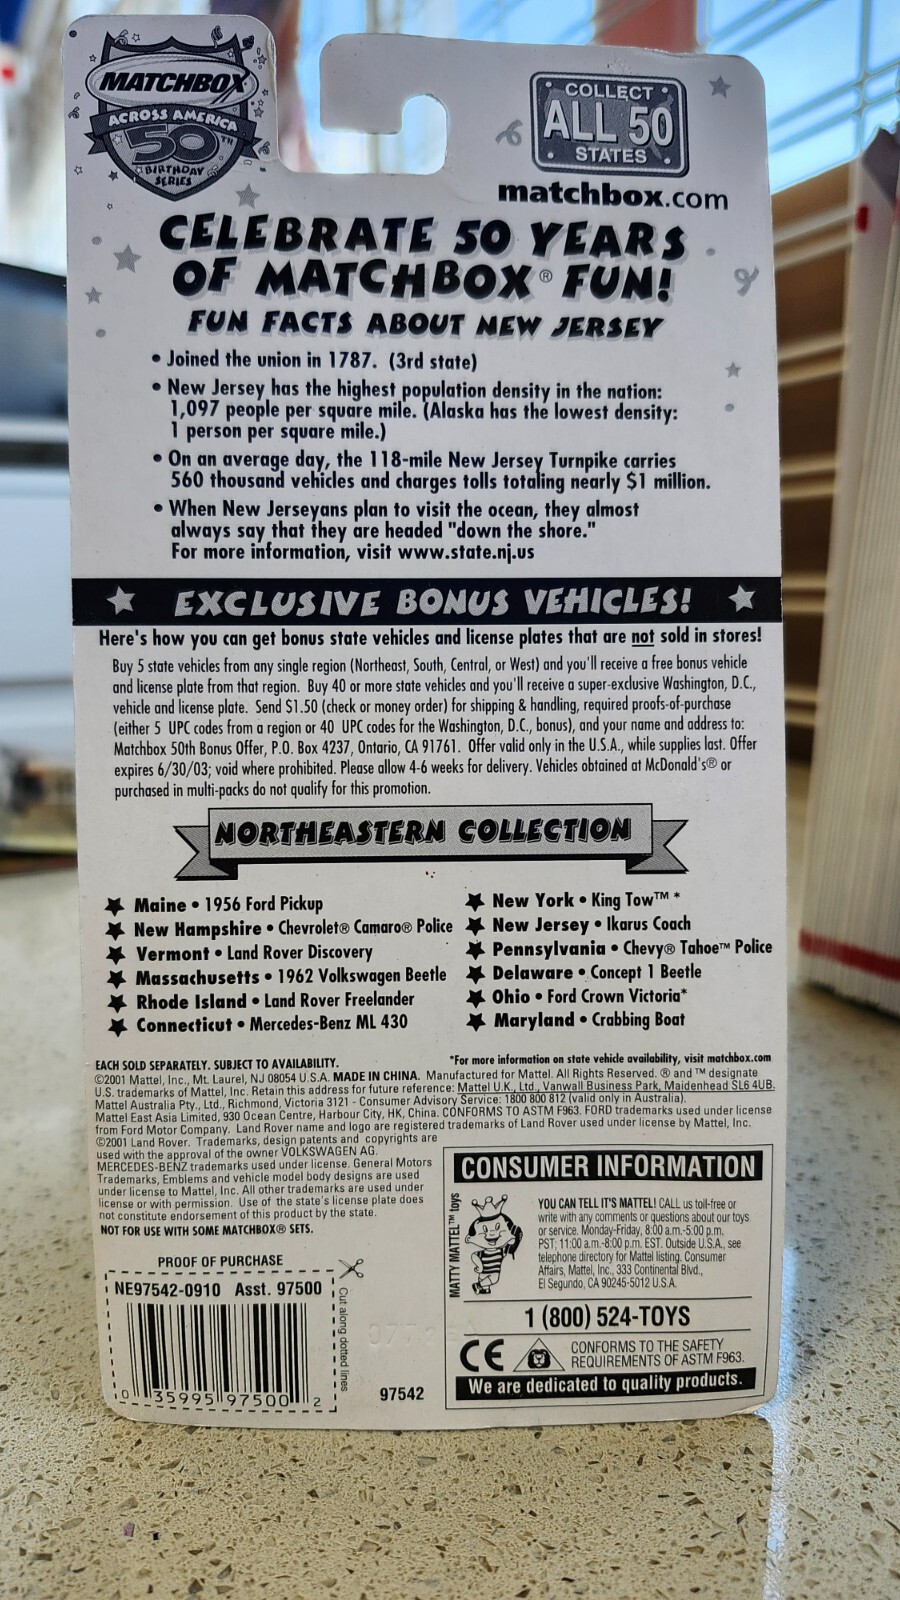 MATCHBOX
ACROSS AMERICA
50TH
BIRTHDAY
SERIES
COLLECT
ALL 50
STATES
matchbox.com
CELEBRATE 50 YEARS
OF MATCHBOX® FUN!
FUN FACTS ABOUT NEW JERSEY
• Joined the union in 1787. (3rd state)
• New Jersey has the highest population density in the nation:
1,097 people per square mile. (Alaska has the lowest density:
1 person per square mile.)
• On an average day, the 118-mile New Jersey Turnpike carries
560 thousand vehicles and charges tolls totaling nearly $1 million.
• When New Jerseyans plan to visit the ocean, they almost
always say that they are headed "down the shore."
For more information, visit www.state.nj.us
EXCLUSIVE BONUS VEHICLES!
Here's how you can get bonus state vehicles and license plates that are not sold in stores!
Buy 5 state vehicles from any single region (Northeast, South, Central, or West) and you'll receive a free bonus vehicle
and license plate from that region. Buy 40 or more state vehicles and you'll receive a super-exclusive Washington, D.C.,
vehicle and license plate. Send $1.50 (check or money order) for shipping & handling, required proofs-of-purchase
(either 5 UPC codes from a region or 40 UPC codes for the Washington, D.C., bonus), and your name and address to:
Matchbox 50th Bonus Offer, P.O. Box 4237, Ontario, CA 91761. Offer valid only in the U.S.A., while supplies last. Offer
expires 6/30/03; void where prohibited. Please allow 4-6 weeks for delivery. Vehicles obtained at McDonald's® or
purchased in multi-packs do not qualify for this promotion.
NORTHEASTERN COLLECTION
Maine • 1956 Ford Pickup
New Hampshire • Chevrolet® Camaro® Police
Vermont • Land Rover Discovery
Massachusetts • 1962 Volkswagen Beetle
Rhode Island • Land Rover Freelander
Connecticut • Mercedes-Benz ML 430
New York • King Tow™ *
New Jersey • Ikarus Coach
Pennsylvania • Chevy® Tahoe™ Police
Delaware • Concept 1 Beetle
Ohio • Ford Crown Victoria*
Maryland • Crabbing Boat
EACH SOLD SEPARATELY. SUBJECT TO AVAILABILITY.
*For more information on state vehicle availability, visit matchbox.com
©2001 Mattel, Inc., Mt. Laurel, NJ 08054 U.S.A. MADE IN CHINA. Manufactured for Mattel. All Rights Reserved. ® and ™ designate
U.S. trademarks of Mattel, Inc. Retain this address for future reference: Mattel U.K., Ltd., Vanwall Business Park, Maidenhead SL6 4UB.
Mattel Australia Pty., Ltd., Richmond, Victoria 3121 - Consumer Advisory Service: 1800 800 812 (valid only in Australia).
Mattel East Asia Limited, 930 Ocean Centre, Harbour City, HK, China. CONFORMS TO ASTM F963. FORD trademarks used under license
from Ford Motor Company. Land Rover name and logo are registered trademarks of Land Rover used under license by Mattel, Inc.
©2001 Land Rover. Trademarks, design patents and copyrights are
used with the approval of the owner VOLKSWAGEN AG.
MERCEDES-BENZ trademarks used under license. General Motors
Trademarks, Emblems and vehicle model body designs are used
under license to Mattel, Inc. All other trademarks are used under
license or with permission. Use of the state's license plate does
not constitute endorsement of this product by the state.
NOT FOR USE WITH SOME MATCHBOX® SETS.
PROOF OF PURCHASE
NE97542-0910 Asst. 97500
0 35995 97500 2
Cut along dotted lines
97542
CONSUMER INFORMATION
MATTY MATTEL™ toys
YOU CAN TELL IT'S MATTEL! CALL us toll-free or
write with any comments or questions about our toys
or service. Monday-Friday, 8:00 a.m.-5:00 p.m.
PST; 11:00 a.m.-8:00 p.m. EST. Outside U.S.A., see
telephone directory for Mattel listing. Consumer
Affairs, Mattel, Inc., 333 Continental Blvd.,
El Segundo, CA 90245-5012 U.S.A.
1 (800) 524-TOYS
CE
CONFORMS TO THE SAFETY
REQUIREMENTS OF ASTM F963.
We are dedicated to quality products.